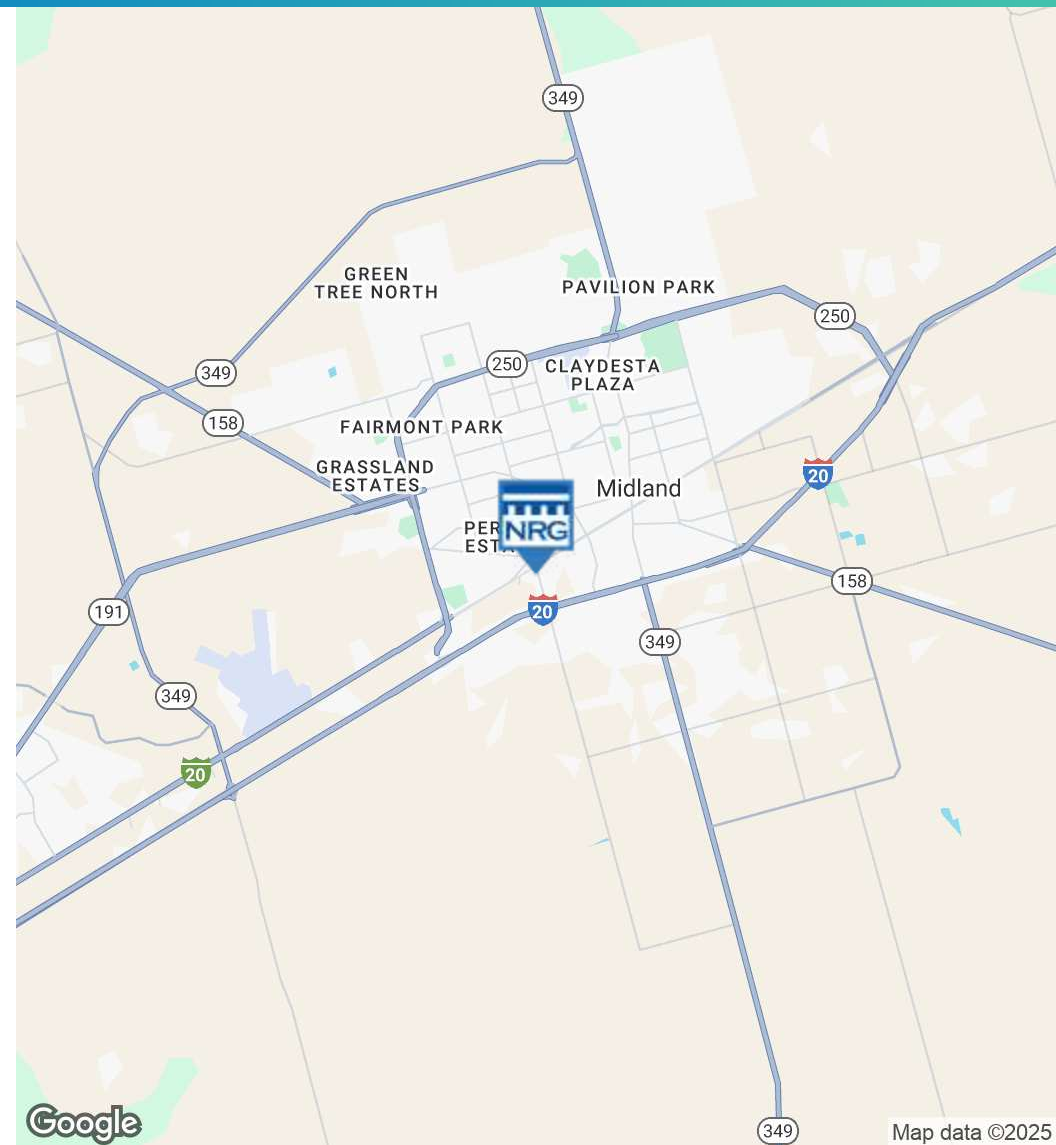 349
GREEN
TREE NORTH
PAVILION PARK
250
250
349
CLAYDESTA
PLAZA
158
FAIRMONT PARK
GRASSLAND
ESTATES
20
Midland
PER
EST
NRG
158
20
191
349
349
20
349
Google
Map data ©2025